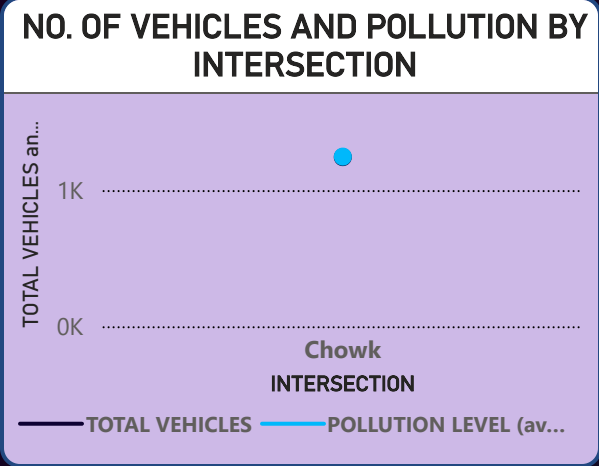 NO. OF VEHICLES AND POLLUTION BY
INTERSECTION
TOTAL VEHICLES an...
1K
0K
Chowk
INTERSECTION
TOTAL VEHICLES POLLUTION LEVEL (av...